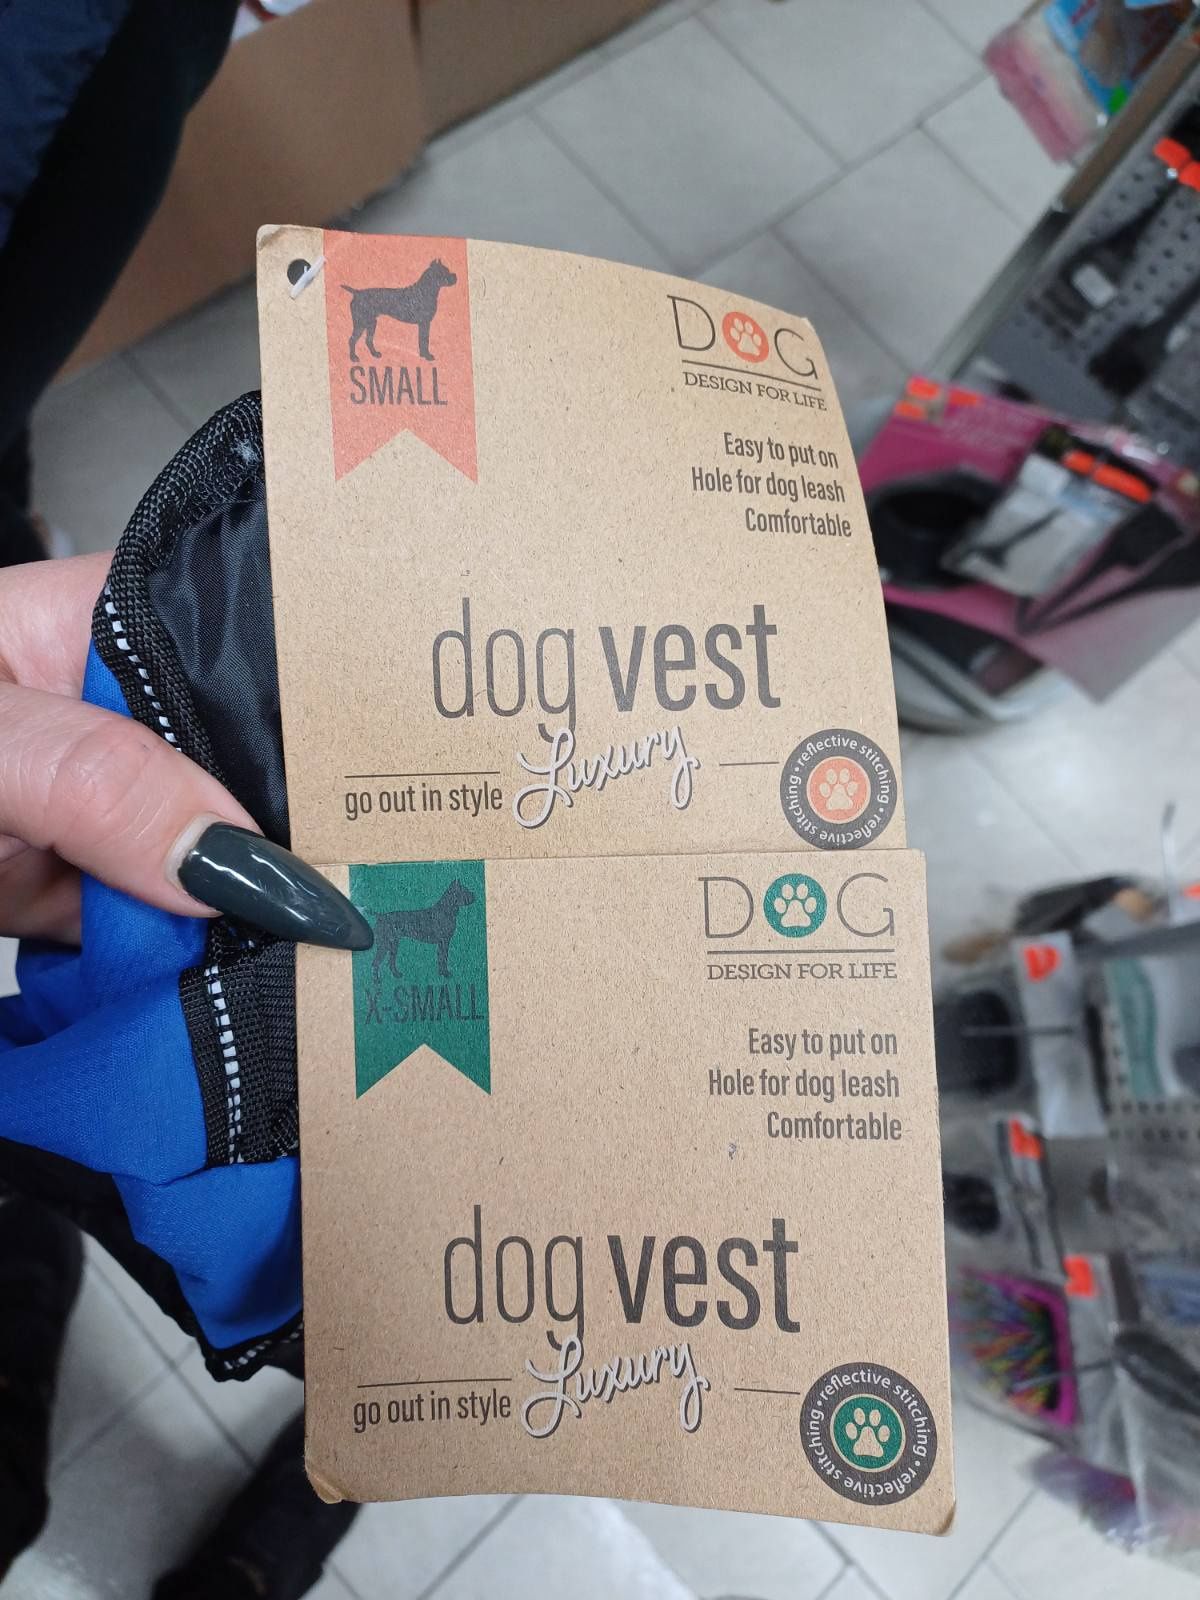 SMALL
DOG
DESIGN FOR LIFE
Easy to put on
Hole for dog leash
Comfortable
dog vest
Luxury
go out in style
reflective stitching • reflective stitching •
X-SMALL
DOG
DESIGN FOR LIFE
Easy to put on
Hole for dog leash
Comfortable
dog vest
Luxury
go out in style
reflective stitching • reflective stitching •